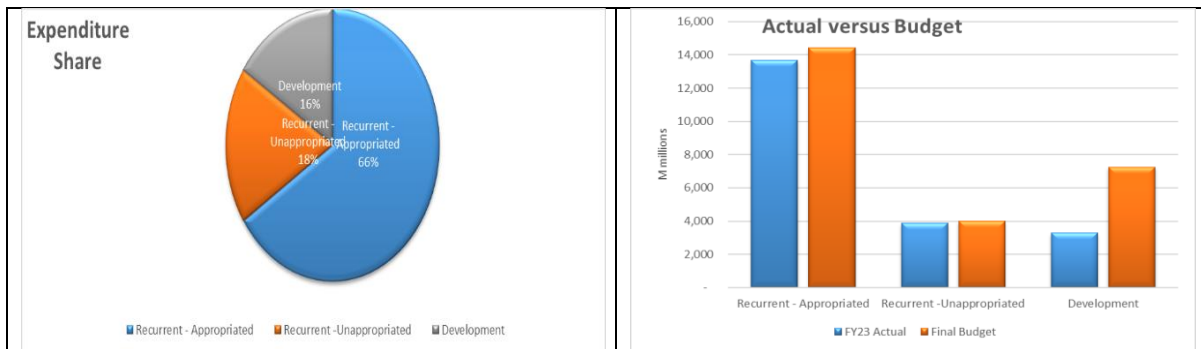 Expenditure
Share
Development
16%
Recurrent -
Unappropriated
18%
Recurrent -
Appropriated
66%
Recurrent - Appropriated
Recurrent -Unappropriated
Development
Actual versus Budget
16,000
14,000
12,000
10,000
8,000
6,000
4,000
2,000
-
M millions
Recurrent - Appropriated
Recurrent -Unappropriated
Development
FY23 Actual
Final Budget